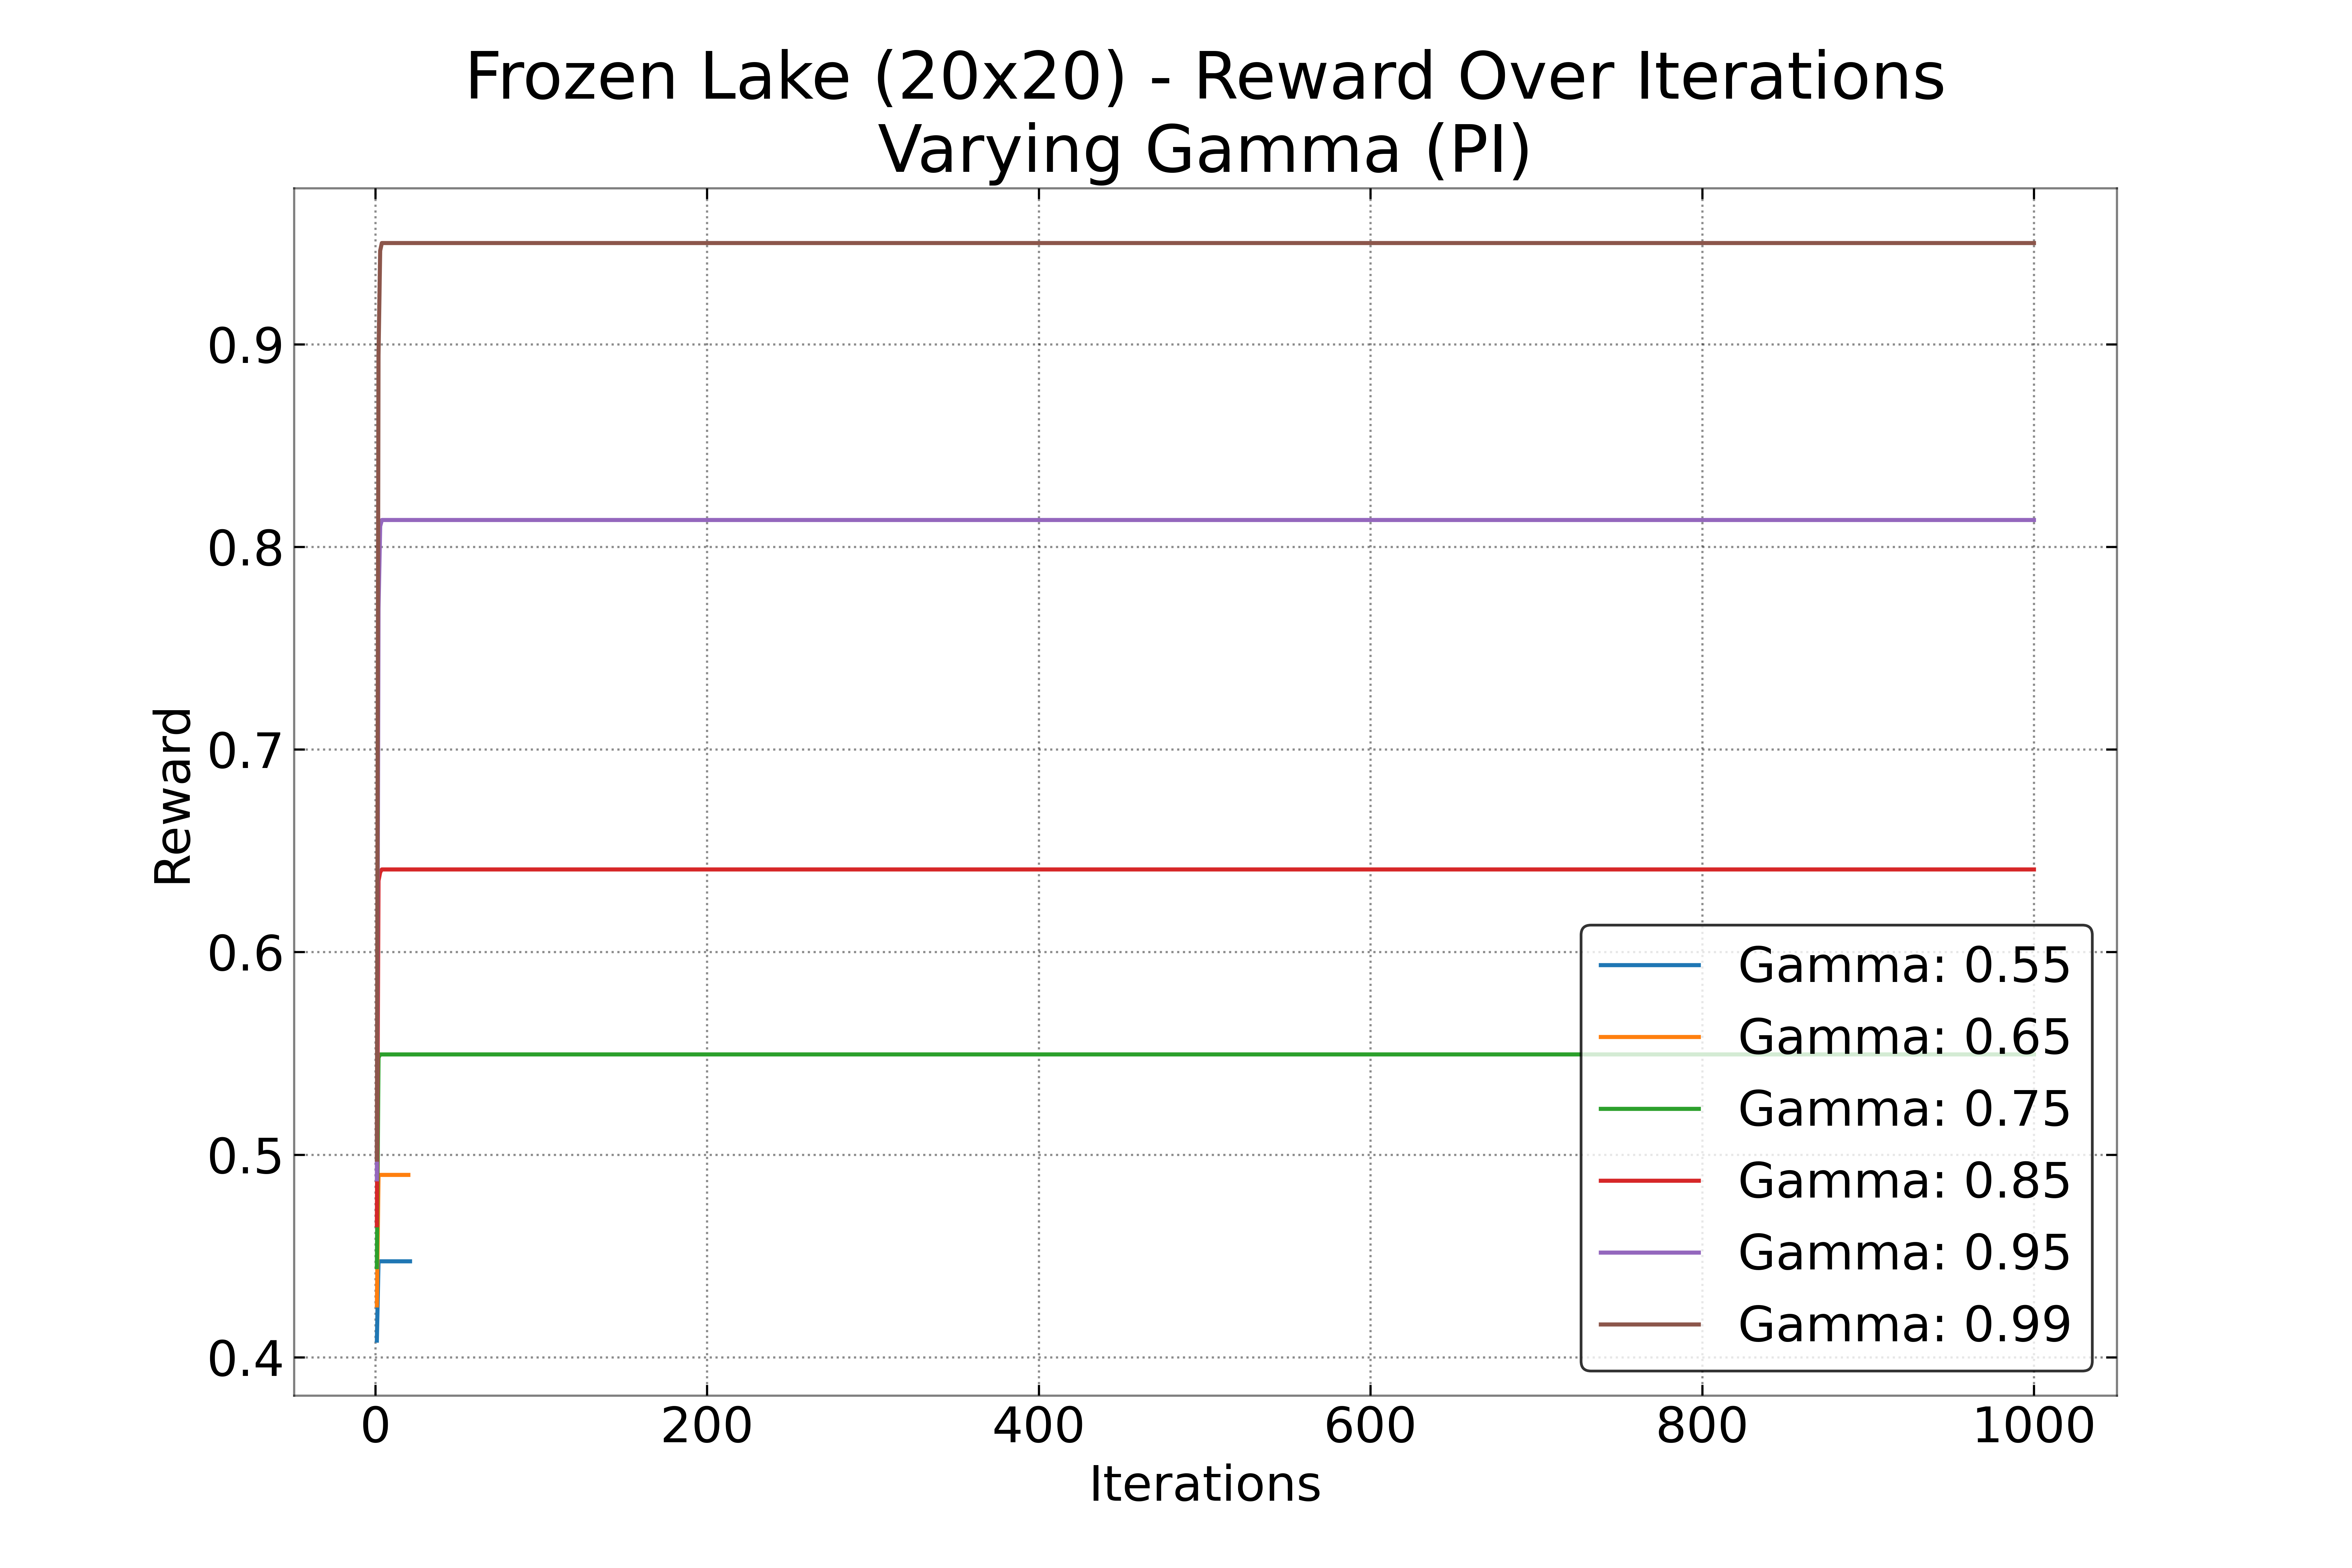 Frozen Lake (20x20) - Reward Over Iterations
Varying Gamma (PI)
Reward
0.9
0.8
0.7
0.6
0.5
0.4
Gamma: 0.55
Gamma: 0.65
Gamma: 0.75
Gamma: 0.85
Gamma: 0.95
Gamma: 0.99
0 200 400 600 800 1000
Iterations